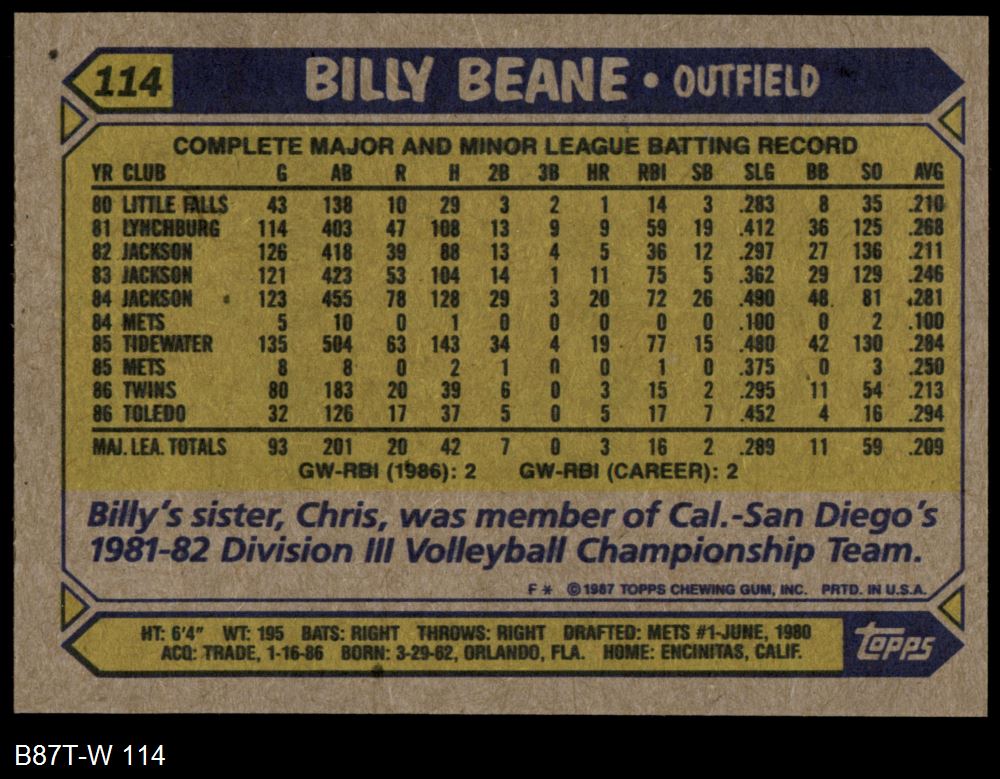 114 BILLY BEANE • OUTFIELD
COMPLETE MAJOR AND MINOR LEAGUE BATTING RECORD
YR CLUB G AB R H 2B 3B HR RBI SB SLG BB SO AVG
80 LITTLE FALLS 43 138 10 29 3 2 1 14 3 .283 8 35 .210
81 LYNCHBURG 114 403 47 108 13 9 9 59 19 .412 36 125 .268
82 JACKSON 126 418 39 88 13 4 5 36 12 .297 27 136 .211
83 JACKSON 121 423 53 104 14 1 11 75 5 .362 29 129 .246
84 JACKSON 123 455 78 128 29 3 20 72 26 .490 48 81 .281
84 METS 5 10 0 1 0 0 0 0 0 .100 0 2 .100
85 TIDEWATER 135 504 63 143 34 4 19 77 15 .480 42 130 .284
85 METS 8 8 0 2 1 0 0 1 0 .375 0 3 .250
86 TWINS 80 183 20 39 6 0 3 15 2 .295 11 54 .213
86 TOLEDO 32 126 17 37 5 0 5 17 7 .452 4 16 .294
MAJ. LEA. TOTALS 93 201 20 42 7 0 3 16 2 .289 11 59 .209
GW-RBI (1986): 2 GW-RBI (CAREER): 2
Billy's sister, Chris, was member of Cal.-San Diego's
1981-82 Division III Volleyball Championship Team.
F * © 1987 TOPPS CHEWING GUM, INC. PRTD. IN U.S.A.
HT: 6'4" WT: 195 BATS: RIGHT THROWS: RIGHT DRAFTED: METS #1-JUNE, 1980
ACQ: TRADE, 1-16-86 BORN: 3-29-62, ORLANDO, FLA. HOME: ENCINITAS, CALIF.
topps
B87T-W 114